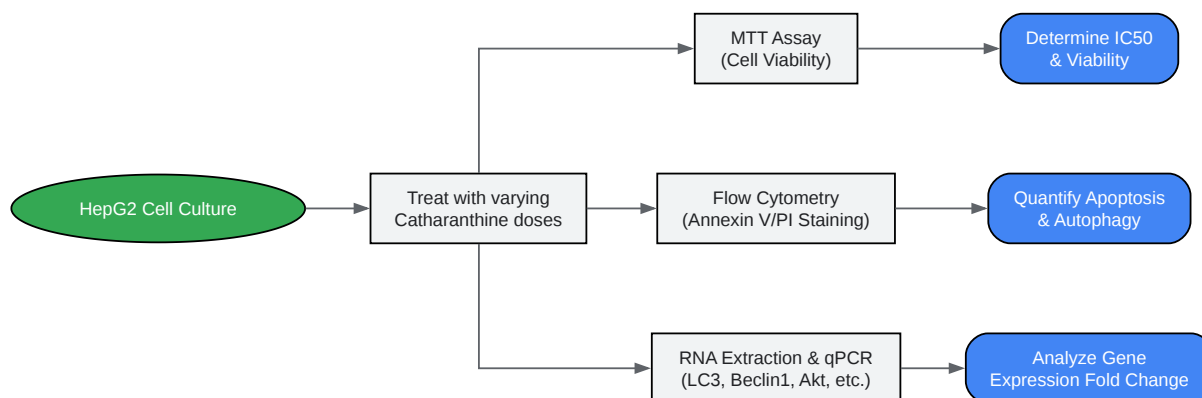 MTT Assay
(Cell Viability)
Determine IC50
& Viability
HepG2 Cell Culture
Treat with varying
Catharanthine doses
Flow Cytometry
(Annexin V/PI Staining)
Quantify Apoptosis
& Autophagy
RNA Extraction & qPCR
(LC3, Beclin1, Akt, etc.)
Analyze Gene
Expression Fold Change